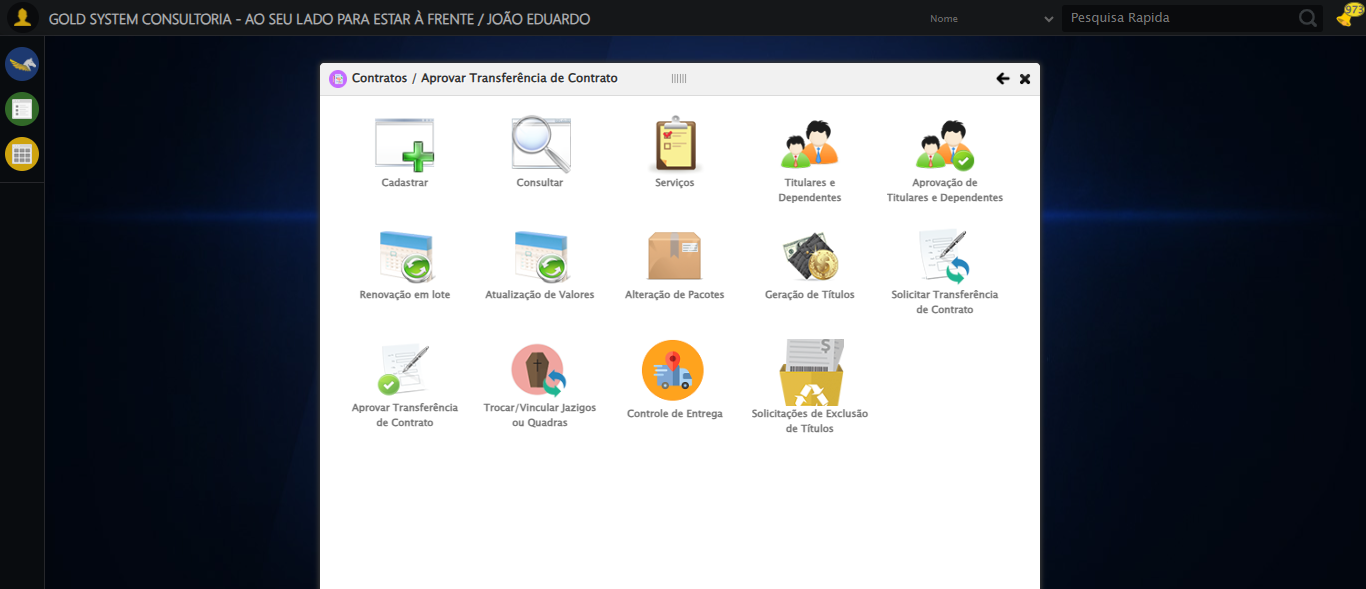 GOLD SYSTEM CONSULTORIA - AO SEU LADO PARA ESTAR À FRENTE / JOÃO EDUARDO
Nome
Pesquisa Rapida
973
Contratos / Aprovar Transferência de Contrato
Cadastrar
Consultar
Serviços
Titulares e
Dependentes
Aprovação de
Titulares e Dependentes
Renovação em lote
Atualização de Valores
Alteração de Pacotes
Geração de Títulos
Solicitar Transferência
de Contrato
Aprovar Transferência
de Contrato
Trocar/Vincular Jazigos
ou Quadras
Controle de Entrega
$
Solicitações de Exclusão
de Títulos